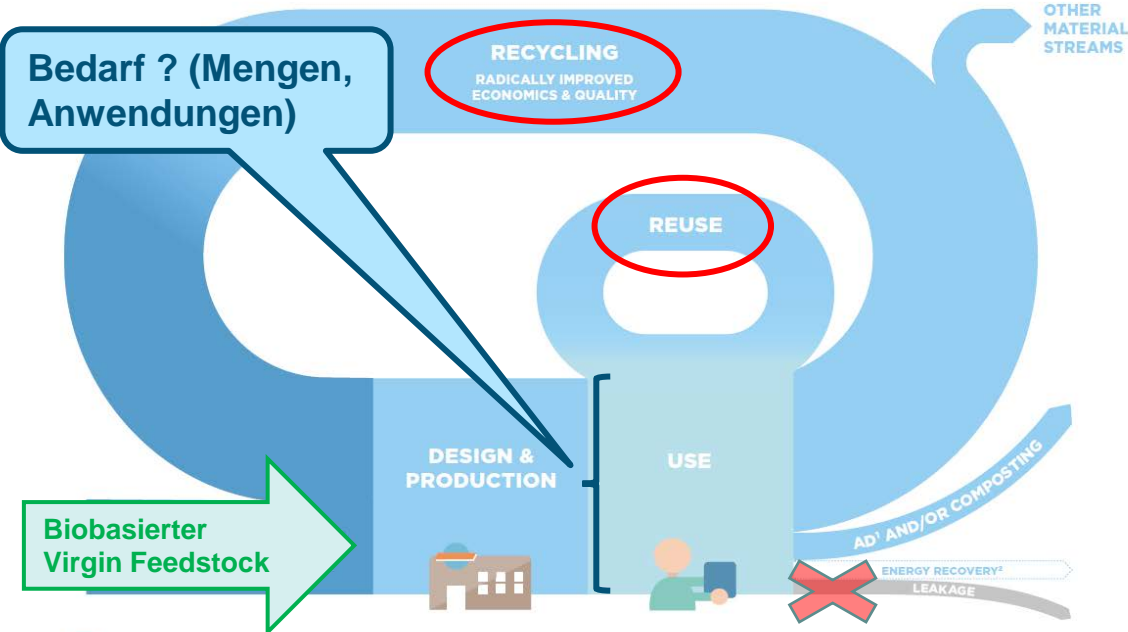 OTHER
MATERIAL
STREAMS
RECYCLING
RADICALLY IMPROVED
ECONOMICS & QUALITY
Bedarf ? (Mengen,
Anwendungen)
REUSE
DESIGN &
PRODUCTION
USE
Biobasierter
Virgin Feedstock
AD¹ AND/OR COMPOSTING
ENERGY RECOVERY²
LEAKAGE